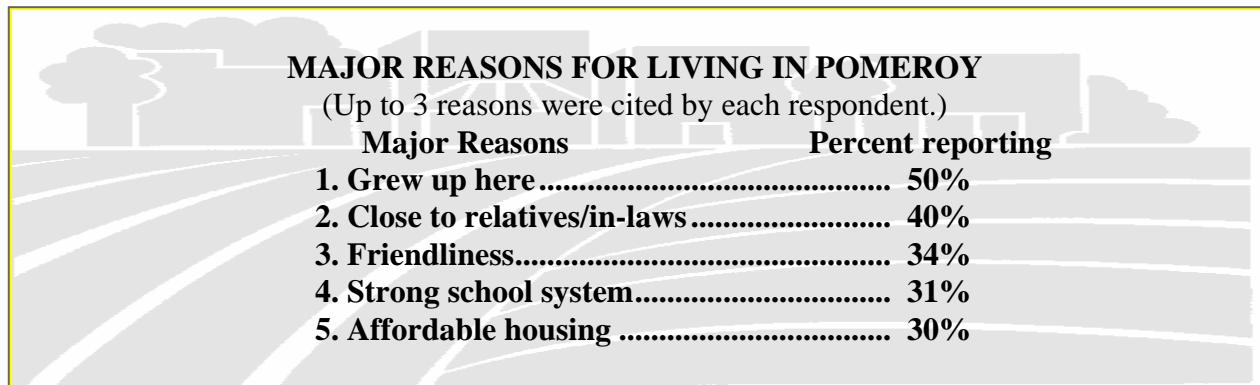 MAJOR REASONS FOR LIVING IN POMEROY
(Up to 3 reasons were cited by each respondent.)
Major Reasons Percent reporting
1. Grew up here........................................... 50%
2. Close to relatives/in-laws........................ 40%
3. Friendliness.............................................. 34%
4. Strong school system............................... 31%
5. Affordable housing ................................. 30%